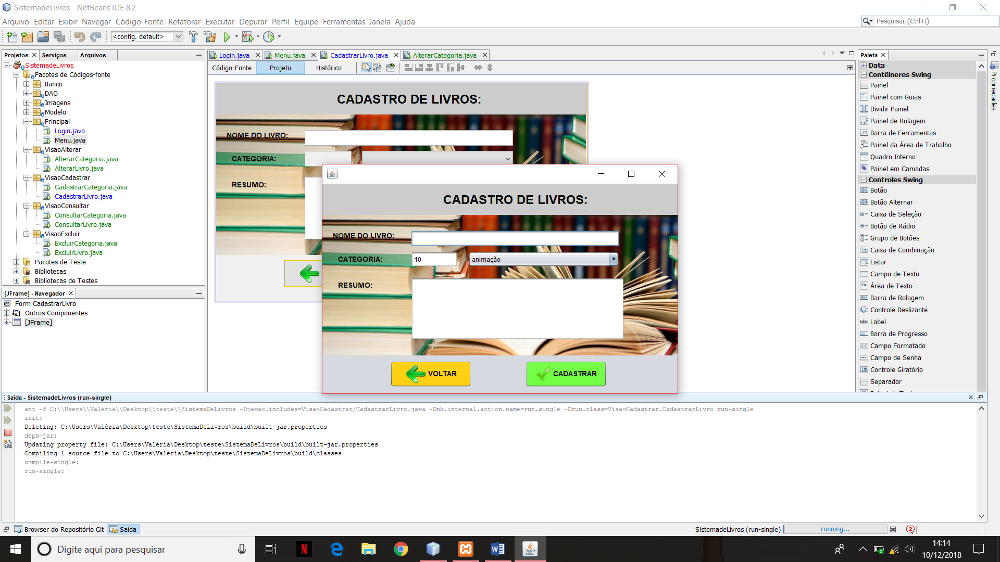 SistemadeLivros - NetBeans IDE 8.2
Arquivo Editar Exibir Navegar Código-Fonte Refatorar Executar Depurar Perfil Equipe Ferramentas Janela Ajuda
Pesquisar (Ctrl+I)
<config. default>
Projetos Serviços Arquivos
SistemadeLivros
Pacotes de Códigos-fonte
Banco
DAO
Imagens
Modelo
Principal
Login.java
Menu.java
VisaoAlterar
AlterarCategoria.java
AlterarLivro.java
VisaoCadastrar
CadastrarCategoria.java
CadastrarLivro.java
VisaoConsultar
ConsultarCategoria.java
ConsultarLivro.java
VisaoExcluir
ExcluirCategoria.java
ExcluirLivro.java
Pacotes de Teste
Bibliotecas
Bibliotecas de Testes
[JFrame] - Navegador
Form CadastrarLivro
Outros Componentes
[JFrame]
Login.java Menu.java CadastrarLivro.java AlterarCategoria.java
Código-Fonte Projeto Histórico
CADASTRO DE LIVROS:
NOME DO LIVRO:
CATEGORIA:
RESUMO:
CADASTRO DE LIVROS:
NOME DO LIVRO:
CATEGORIA: 10 animação
RESUMO:
VOLTAR CADASTRAR
Paleta
Data
Contêineres Swing
Painel
Painel com Guias
Dividir Painel
Painel de Rolagem
Barra de Ferramentas
Painel da Área de Trabalho
Quadro Interno
Painel em Camadas
Controles Swing
OK Botão
ON Botão Alternar
Caixa de Seleção
Botão de Rádio
Grupo de Botões
Caixa de Combinação
Listar
Campo de Texto
Área de Texto
Barra de Rolagem
Controle Deslizante
label Label
Barra de Progresso
Campo Formatado
Campo de Senha
Controle Giratório
Separador
Propriedades
Saída - SistemadeLivros (run-single)
ant -f C:\\Users\\Valéria\\Desktop\\teste\\SistemaDeLivros -Djavac.includes=VisaoCadastrar/CadastrarLivro.java -Dnb.internal.action.name=run.single -Drun.class=VisaoCadastrar.CadastrarLivro run-single
init:
Deleting: C:\Users\Valéria\Desktop\teste\SistemaDeLivros\build\built-jar.properties
deps-jar:
Updating property file: C:\Users\Valéria\Desktop\teste\SistemaDeLivros\build\built-jar.properties
Compiling 1 source file to C:\Users\Valéria\Desktop\teste\SistemaDeLivros\build\classes
compile-single:
run-single:
Browser do Repositório Git Saída
SistemadeLivros (run-single) running... 2
Digite aqui para pesquisar
14:14
10/12/2018